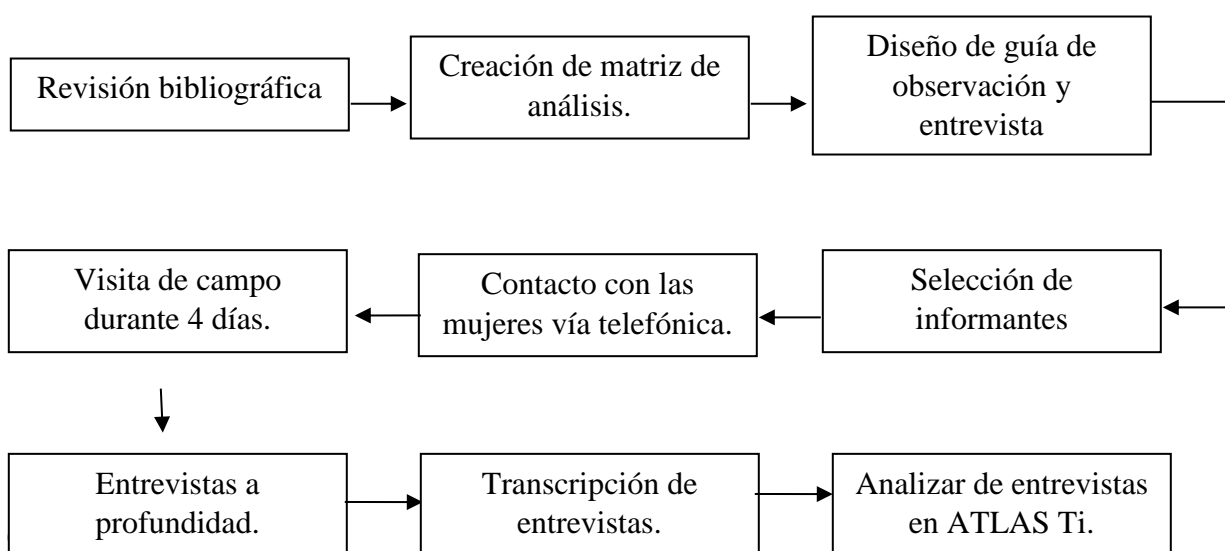 Revisión bibliográfica
Creación de matriz de
análisis.
Diseño de guía de
observación y
entrevista
Selección de
informantes
Contacto con las
mujeres vía telefónica.
Visita de campo
durante 4 días.
Entrevistas a
profundidad.
Transcripción de
entrevistas.
Analizar de entrevistas
en ATLAS Ti.